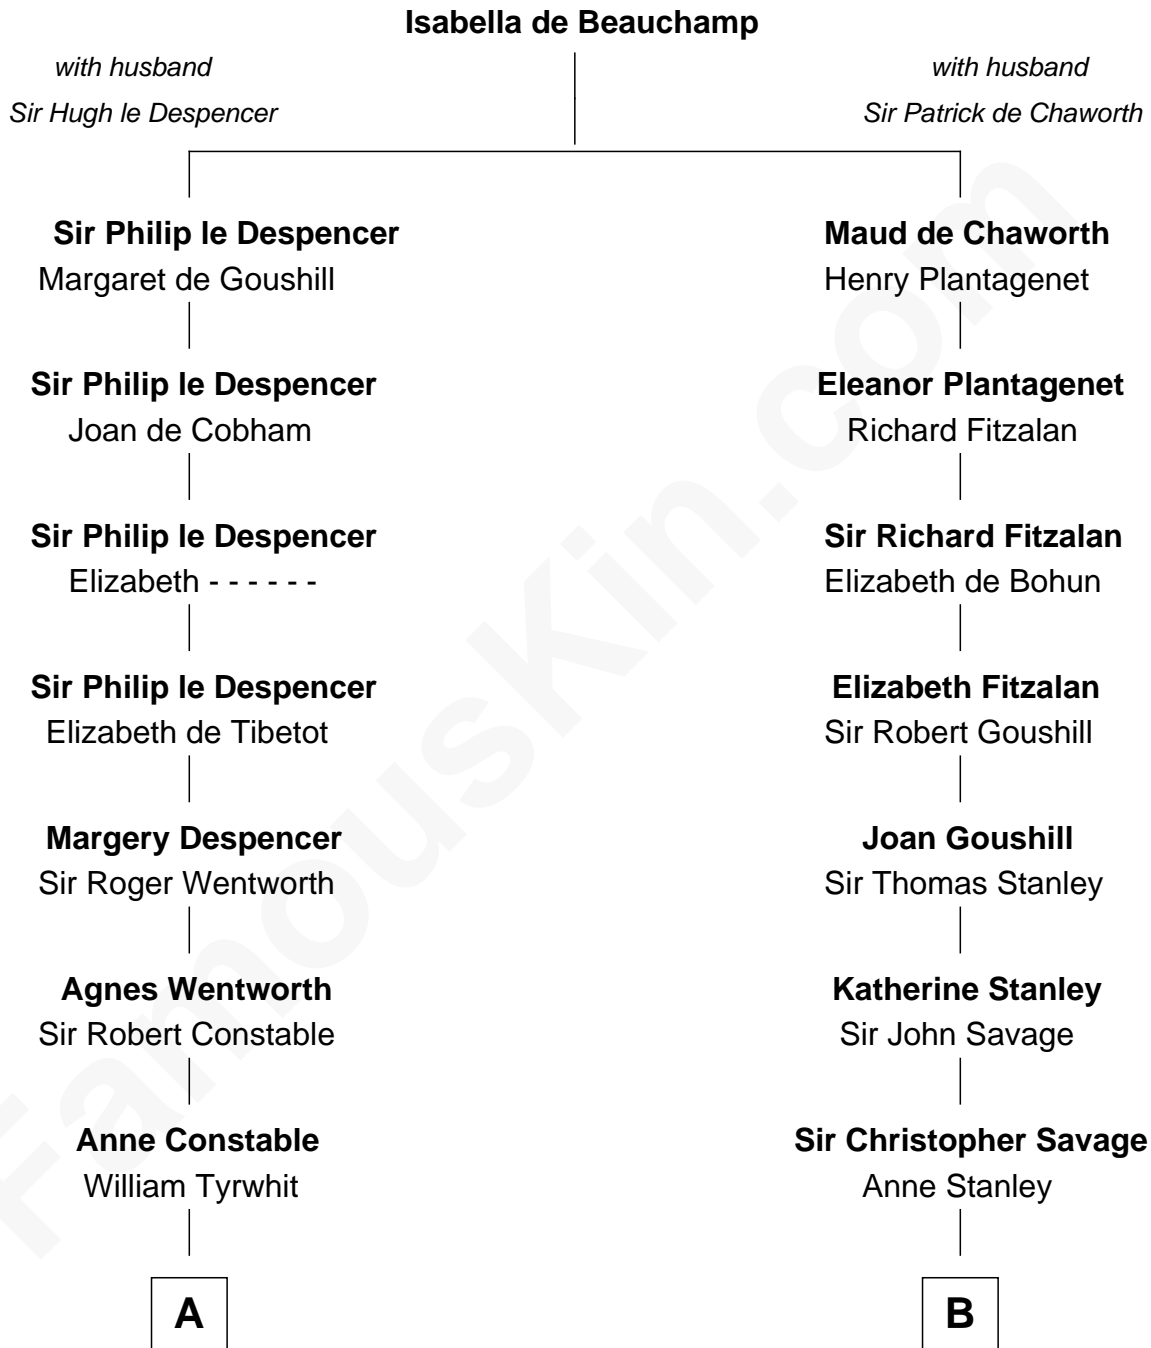 Isabella de Beauchamp
with husband
Sir Hugh le Despencer
with husband
Sir Patrick de Chaworth
Sir Philip le Despencer
Margaret de Goushill
Maud de Chaworth
Henry Plantagenet
Sir Philip le Despencer
Joan de Cobham
Eleanor Plantagenet
Richard Fitzalan
Sir Philip le Despencer
Elizabeth - - - - - -
Sir Richard Fitzalan
Elizabeth de Bohun
Sir Philip le Despencer
Elizabeth de Tibetot
Elizabeth Fitzalan
Sir Robert Goushill
Margery Despencer
Sir Roger Wentworth
Joan Goushill
Sir Thomas Stanley
Agnes Wentworth
Sir Robert Constable
Katherine Stanley
Sir John Savage
Anne Constable
William Tyrwhit
Sir Christopher Savage
Anne Stanley
A
B
FamousKin.com